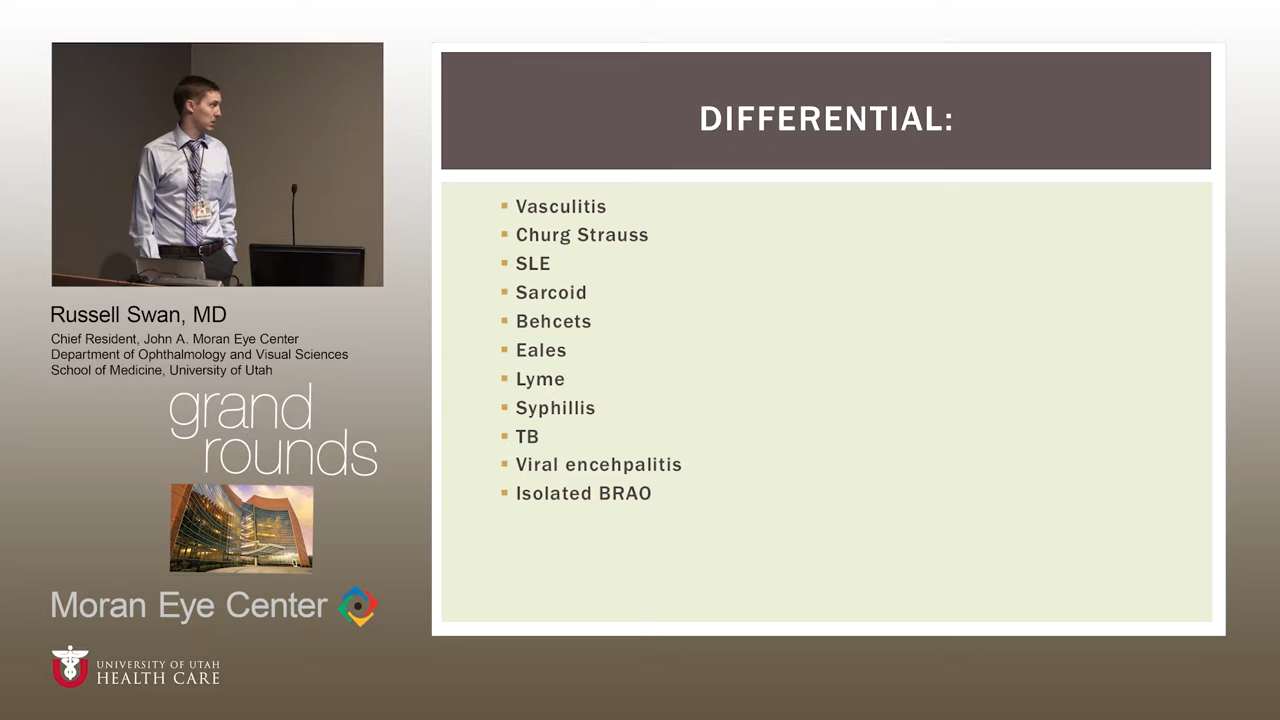 DIFFERENTIAL:
Vasculitis
Churg Strauss
SLE
Sarcoid
Behcets
Eales
Lyme
Syphillis
TB
Viral encehpalitis
Isolated BRAO
Russell Swan, MD
Chief Resident, John A. Moran Eye Center
Department of Ophthalmology and Visual Sciences
School of Medicine, University of Utah
grand
rounds
Moran Eye Center
UNIVERSITY OF UTAH
HEALTH CARE